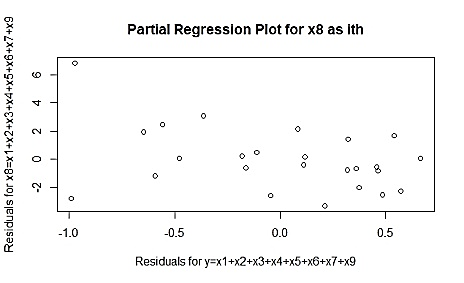 Partial Regression Plot for x8 as ith
Residuals for x8=x1+x2+x3+x4+x5+x6+x7+x9
6
4
2
0
-2
-1.0 -0.5 0.0 0.5
Residuals for y=x1+x2+x3+x4+x5+x6+x7+x9